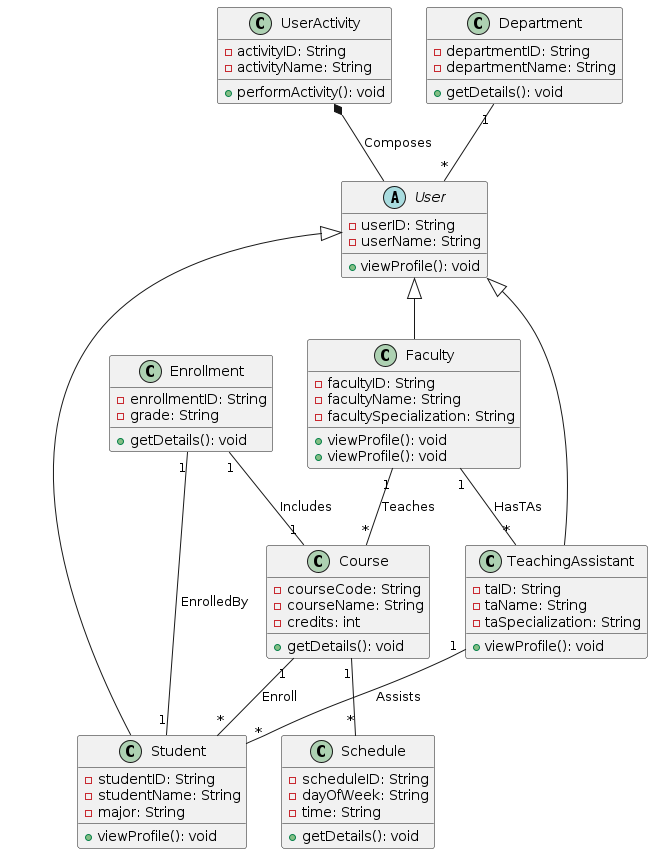 C UserActivity
activityID: String
activityName: String
performActivity(): void
C Department
departmentID: String
departmentName: String
getDetails(): void
Composes
1
*
A User
userID: String
userName: String
viewProfile(): void
C Enrollment
enrollmentID: String
grade: String
getDetails(): void
C Faculty
facultyID: String
facultyName: String
facultySpecialization: String
viewProfile(): void
viewProfile(): void
1
1
Includes
1
1
Teaches
*
1
HasTAs
*
C Course
courseCode: String
courseName: String
credits: int
getDetails(): void
C TeachingAssistant
taID: String
taName: String
taSpecialization: String
viewProfile(): void
EnrolledBy
1
1
Enroll
*
1
*
1
Assists
*
C Student
studentID: String
studentName: String
major: String
viewProfile(): void
C Schedule
scheduleID: String
dayOfWeek: String
time: String
getDetails(): void